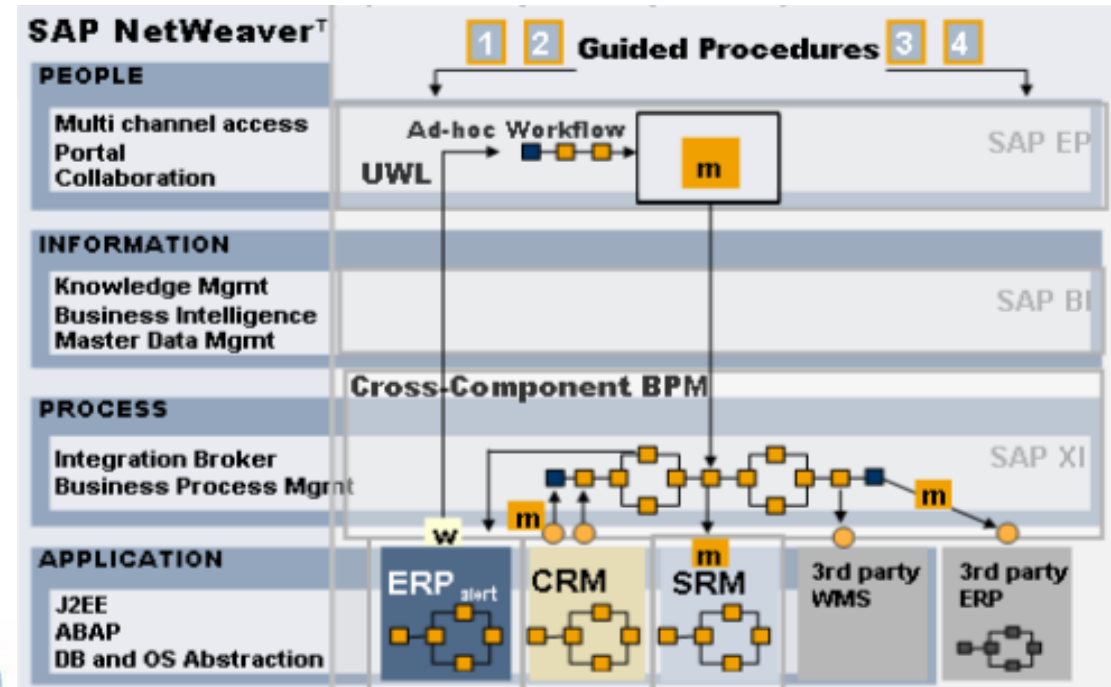 SAP NetWeaver™
1 2 Guided Procedures 3 4
PEOPLE
Multi channel access
Portal
Collaboration
Ad-hoc Workflow
UWL
m
SAP EP
INFORMATION
Knowledge Mgmt
Business Intelligence
Master Data Mgmt
SAP BI
Cross-Component BPM
PROCESS
Integration Broker
Business Process Mgmt
SAP XI
m
m
w
m
APPLICATION
J2EE
ABAP
DB and OS Abstraction
ERP alert
CRM
SRM
3rd party
WMS
3rd party
ERP